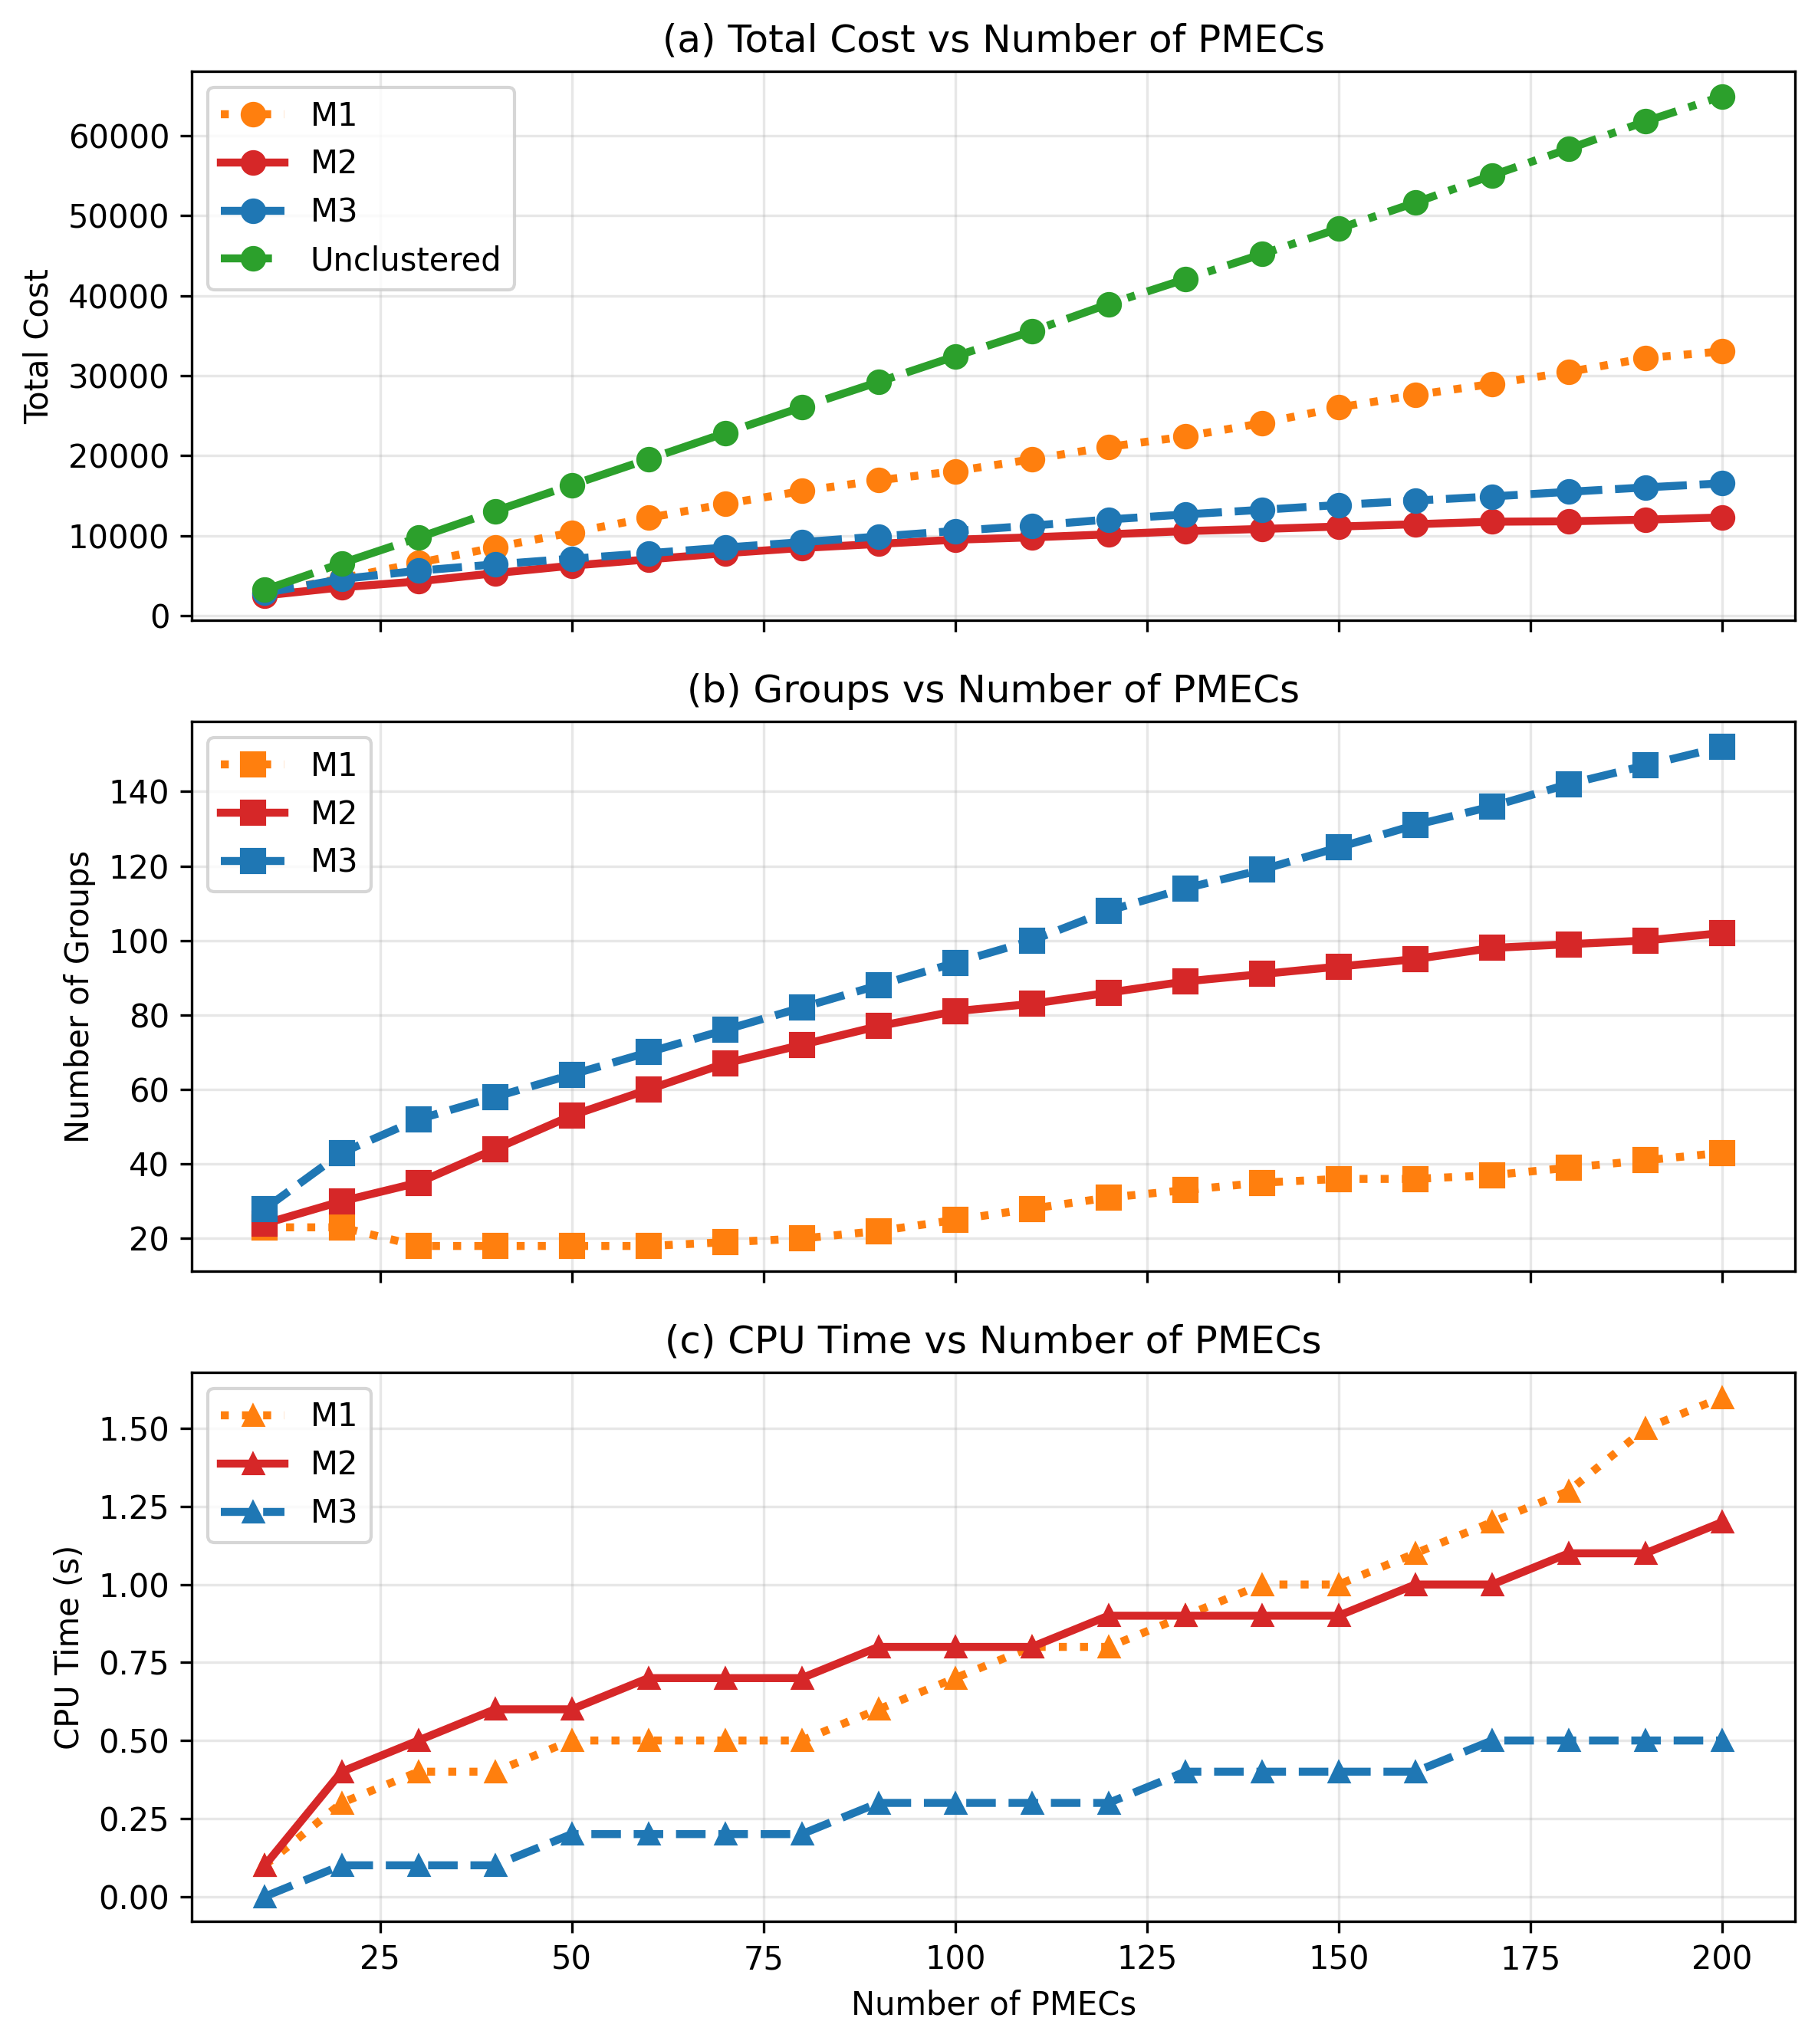 (a) Total Cost vs Number of PMECs
Total Cost
60000
50000
40000
30000
20000
10000
0
M1
M2
M3
Unclustered
(b) Groups vs Number of PMECs
Number of Groups
140
120
100
80
60
40
20
M1
M2
M3
(c) CPU Time vs Number of PMECs
CPU Time (s)
1.50
1.25
1.00
0.75
0.50
0.25
0.00
M1
M2
M3
25 50 75 100 125 150 175 200
Number of PMECs